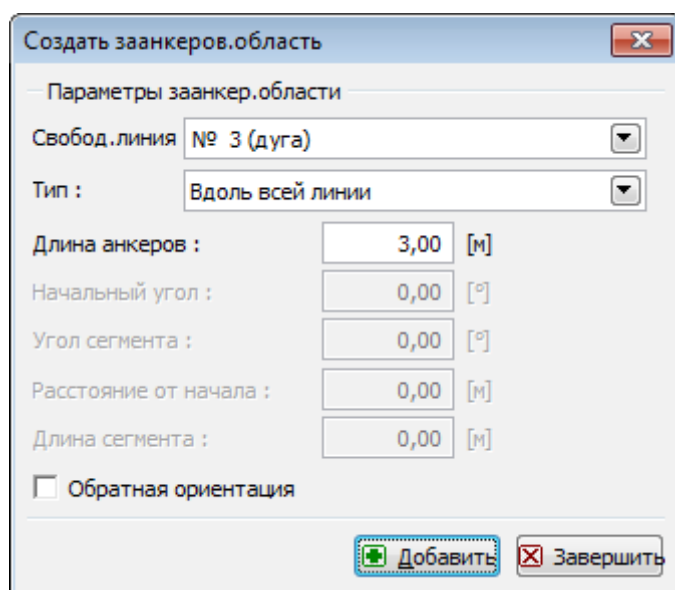 Создать заанкеров.область
Параметры заанкер.области
Свобод.линия № 3 (дуга)
Тип : Вдоль всей линии
Длина анкеров : 3,00 [м]
Начальный угол : 0,00 [°]
Угол сегмента : 0,00 [°]
Расстояние от начала : 0,00 [м]
Длина сегмента : 0,00 [м]
Обратная ориентация
Добавить Завершить